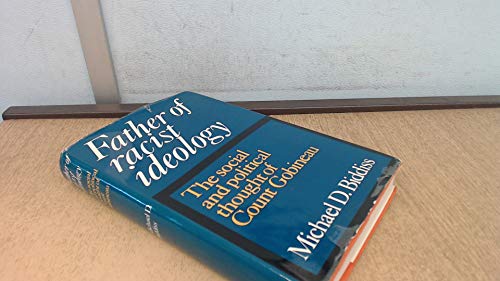 Father of
racist
ideology
The social
and political
thought of
Count Gobineau
Michael D. Biddiss